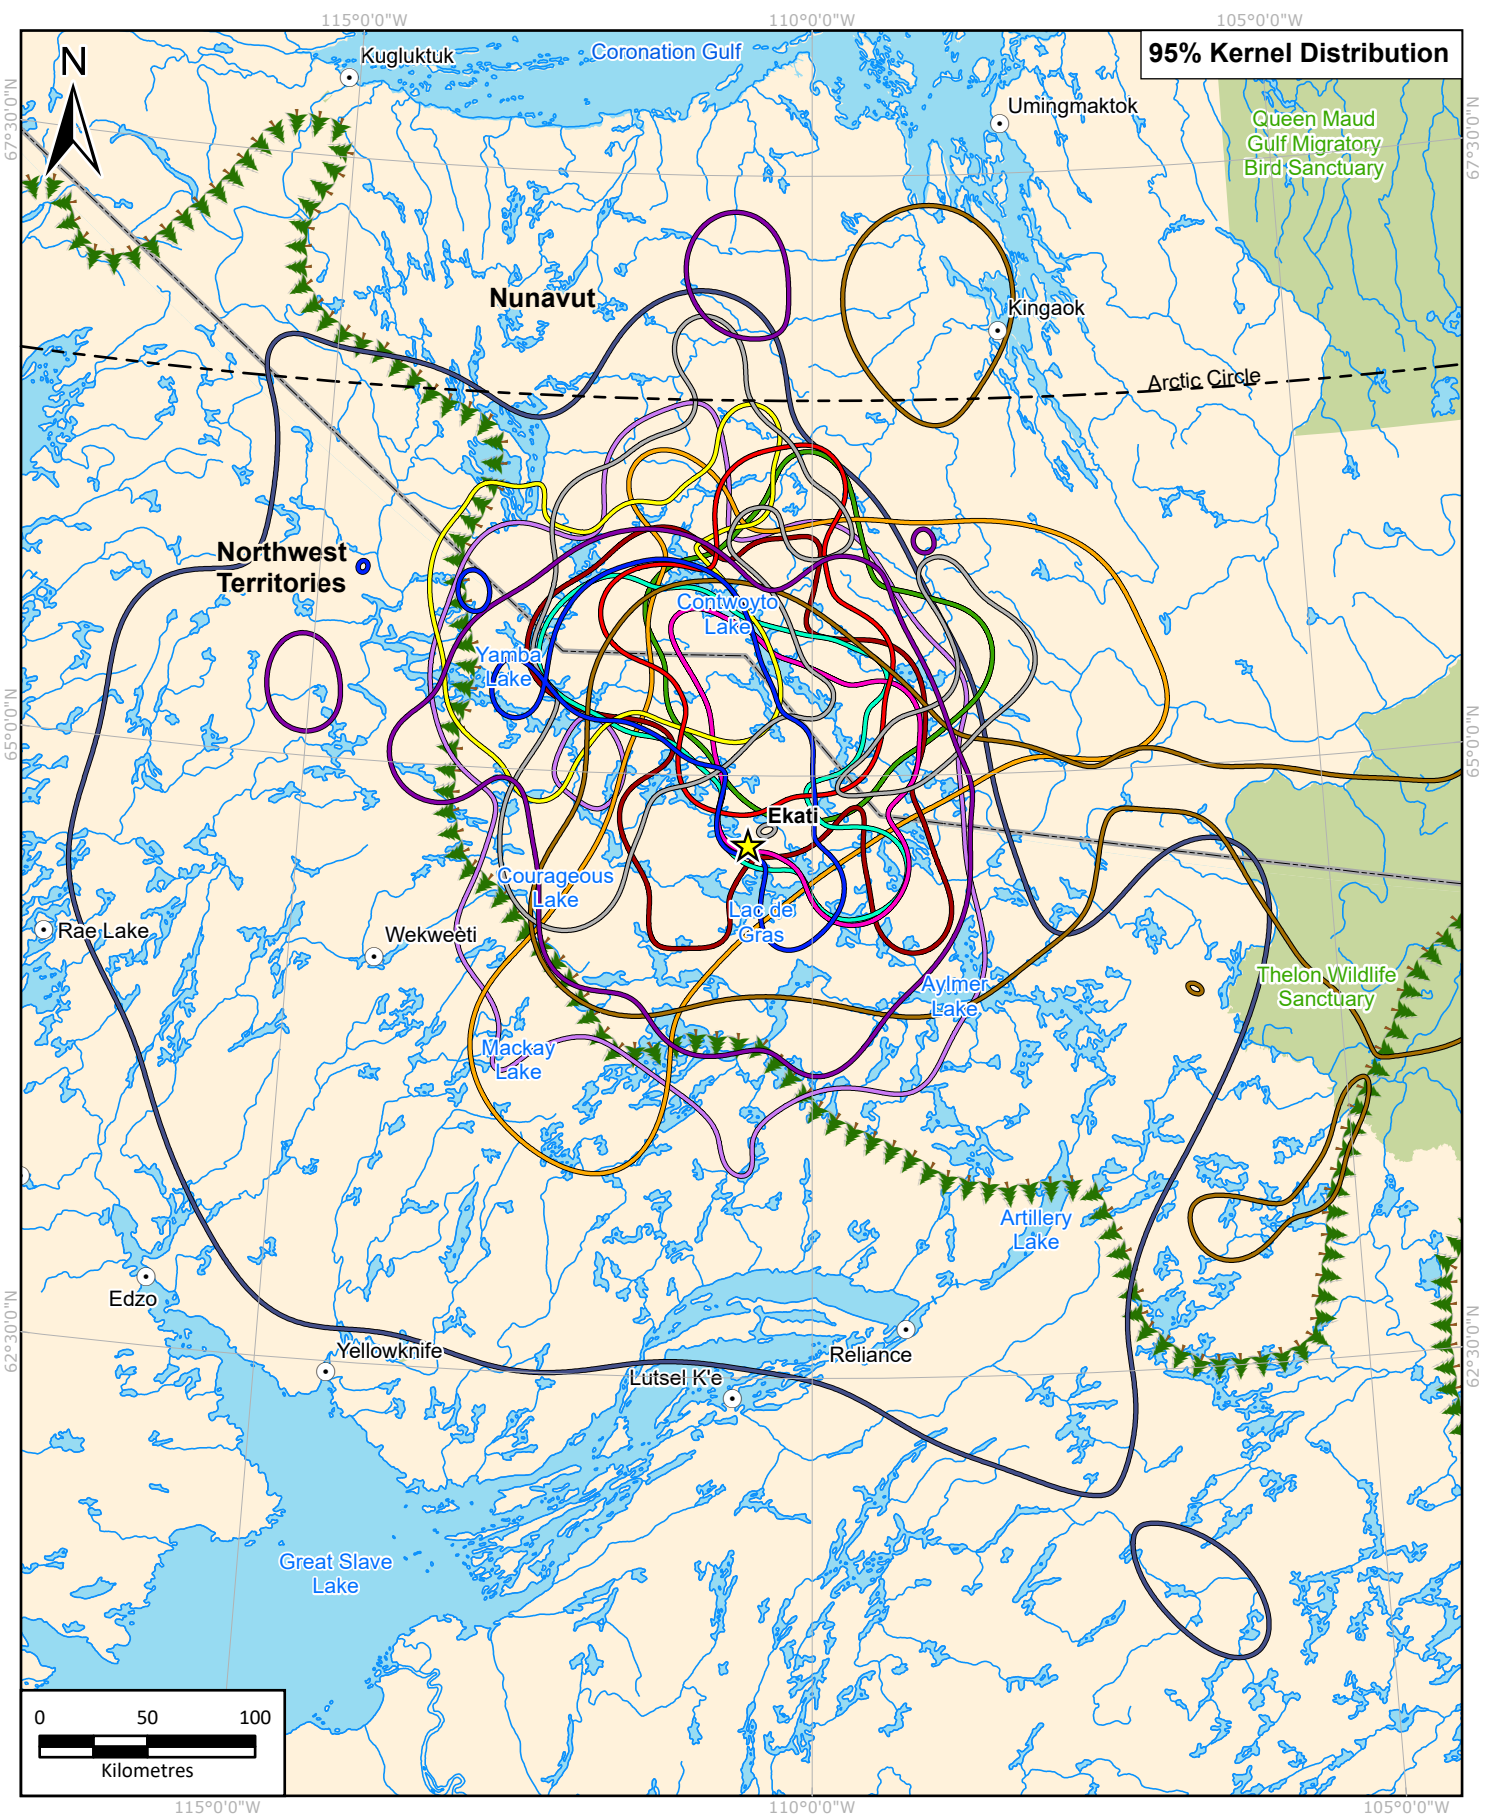 115°0'0"W
110°0'0"W
105°0'0"W
95% Kernel Distribution
N
Kugluktuk
Coronation Gulf
Umingmaktok
67°30'0"N
67°30'0"N
Queen Maud
Gulf Migratory
Bird Sanctuary
Nunavut
Kingaok
Arctic Circle
Northwest
Territories
Contwoyto
Lake
Yamba
Lake
65°0'0"N
65°0'0"N
Ekati
Courageous
Lake
Lac de
Gras
Rae Lake
Wekweeti
Thelon Wildlife
Sanctuary
Aylmer
Lake
Mackay
Lake
Artillery
Lake
Edzo
62°30'0"N
62°30'0"N
Yellowknife
Reliance
Lutsel K'e
Great Slave
Lake
0 50 100
Kilometres
115°0'0"W
110°0'0"W
105°0'0"W